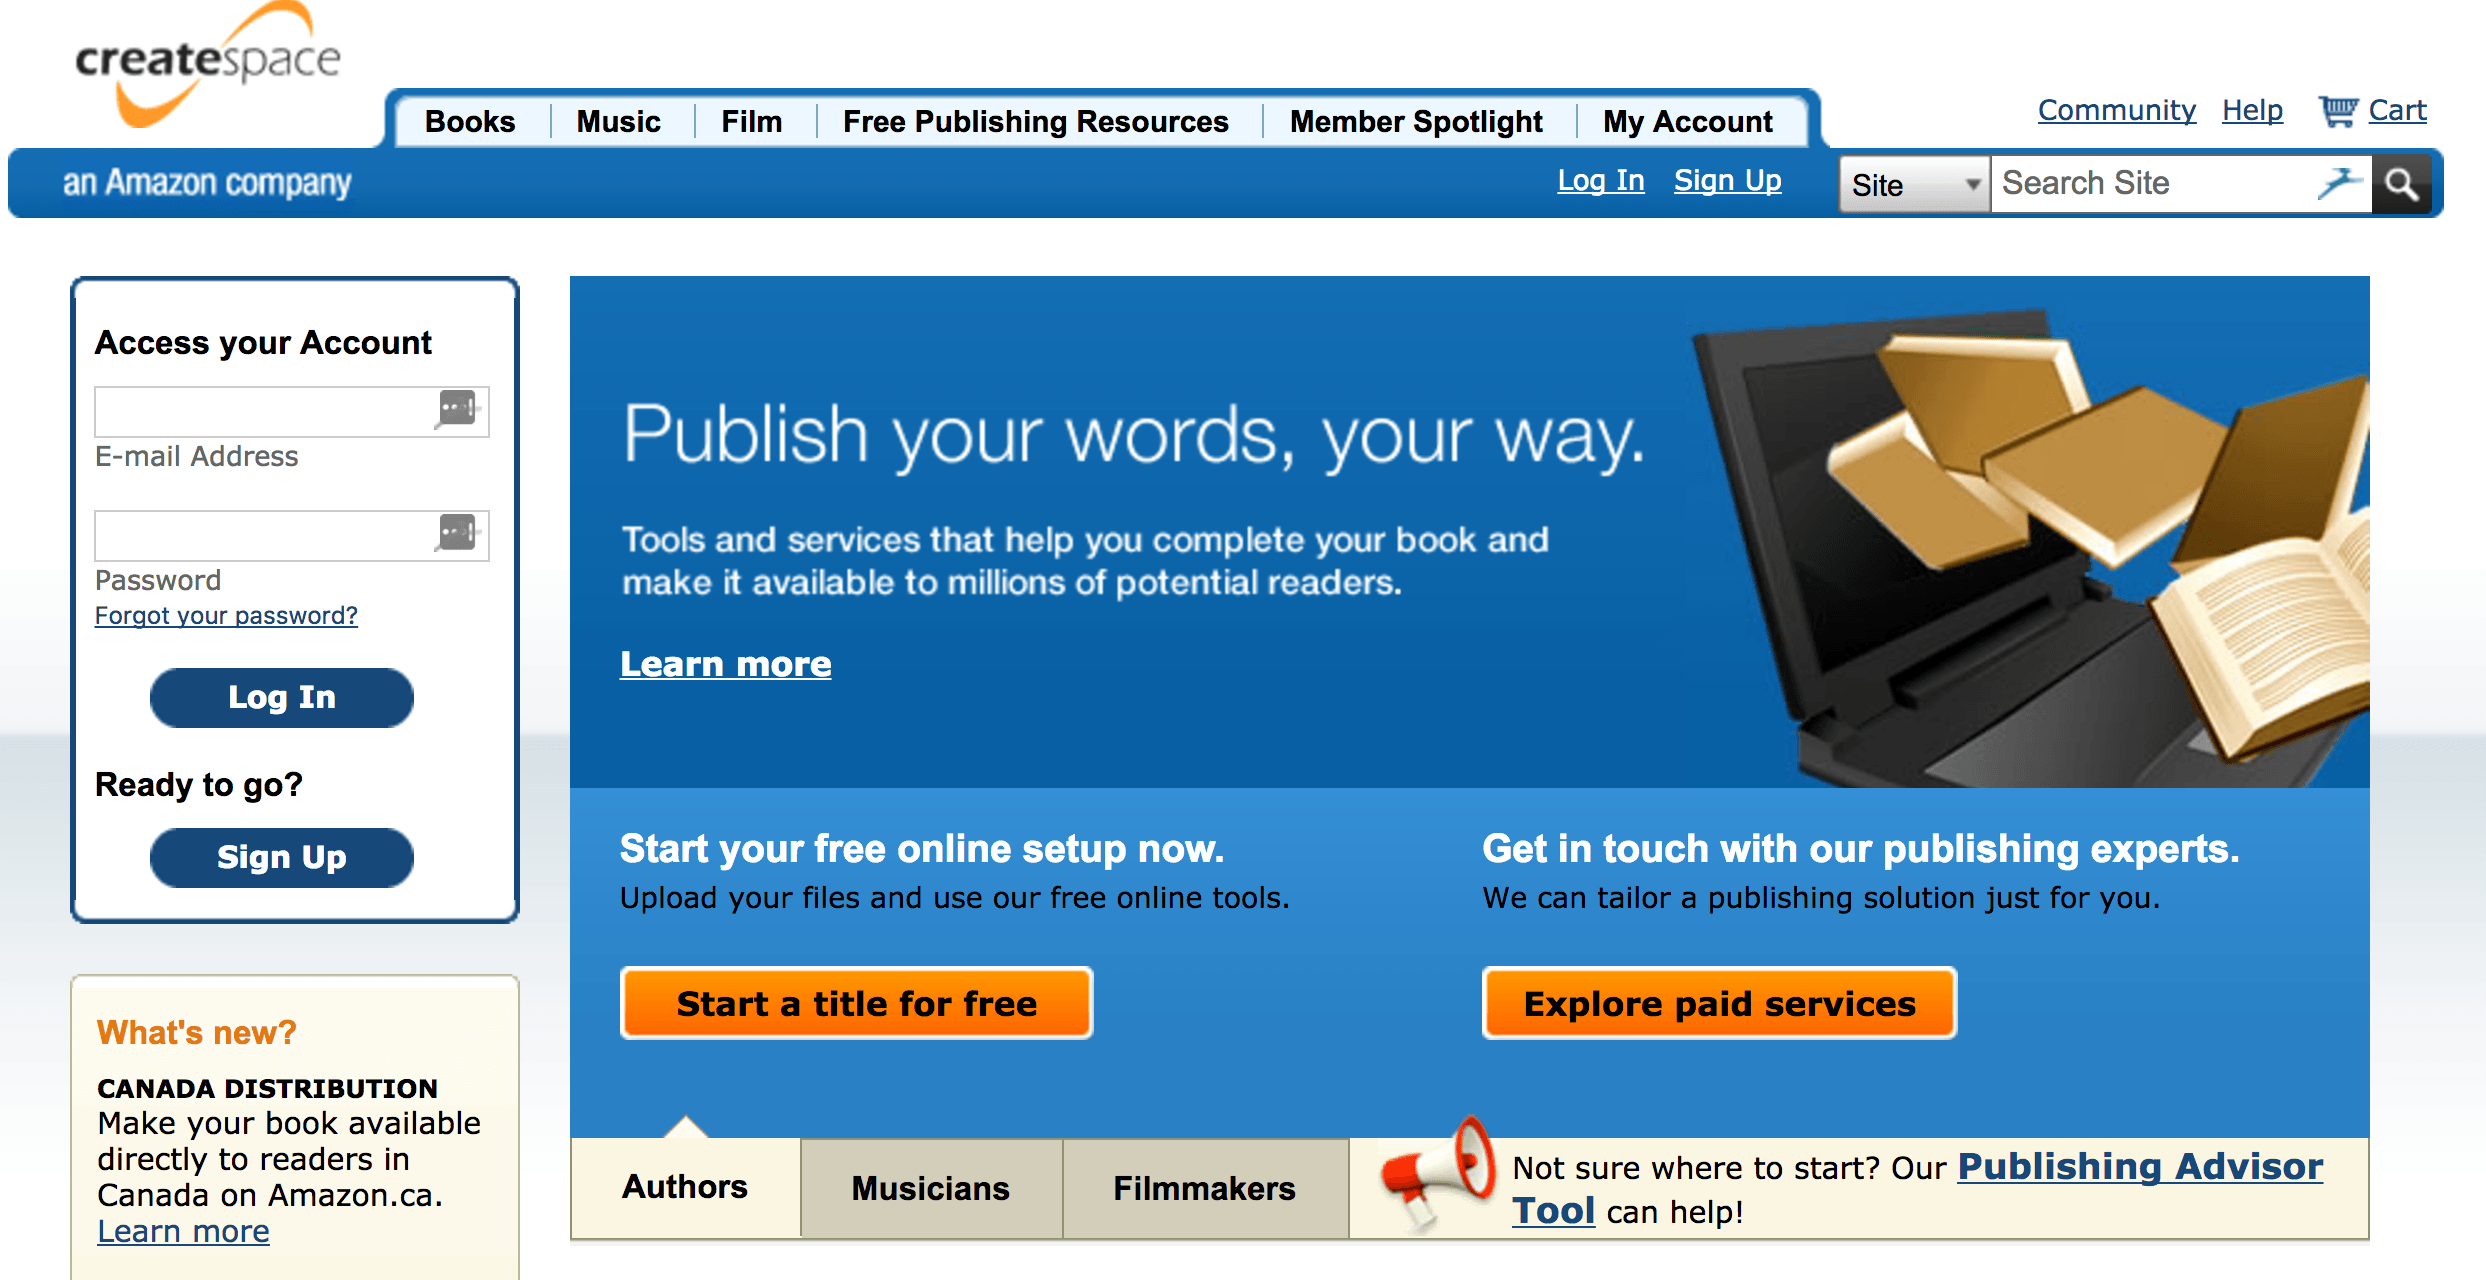 createspace
Books
Music
Film
Free Publishing Resources
Member Spotlight
My Account
Community
Help
Cart
an Amazon company
Log In
Sign Up
Site
Search Site
Access your Account
E-mail Address
Password
Forgot your password?
Log In
Ready to go?
Sign Up
What's new?
CANADA DISTRIBUTION
Make your book available
directly to readers in
Canada on Amazon.ca.
Learn more
Publish your words, your way.
Tools and services that help you complete your book and
make it available to millions of potential readers.
Learn more
Start your free online setup now.
Upload your files and use our free online tools.
Start a title for free
Get in touch with our publishing experts.
We can tailor a publishing solution just for you.
Explore paid services
Authors
Musicians
Filmmakers
Not sure where to start? Our Publishing Advisor
Tool can help!